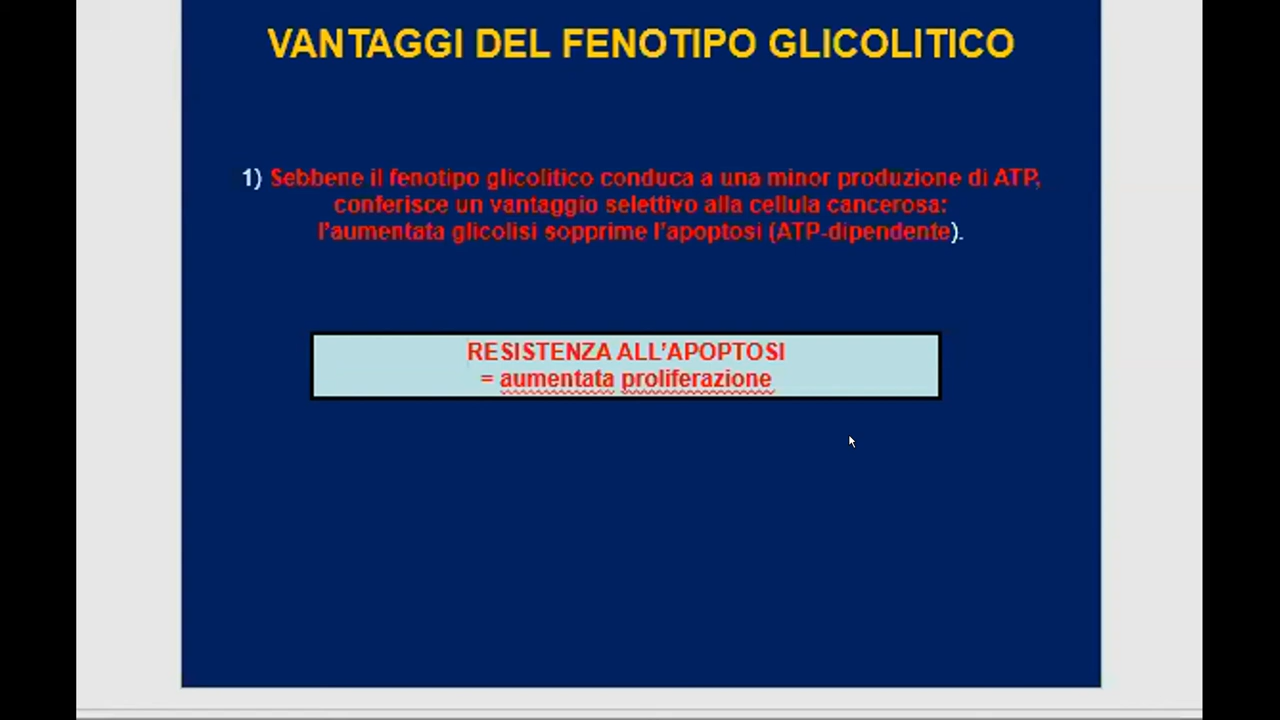 VANTAGGI DEL FENOTIPO GLICOLITICO
1) Sebbene il fenotipo glicolitico conduca a una minor produzione di ATP,
conferisce un vantaggio selettivo alla cellula cancerosa:
l’aumentata glicolisi sopprime l’apoptosi (ATP-dipendente).
RESISTENZA ALL’APOPTOSI
= aumentata proliferazione